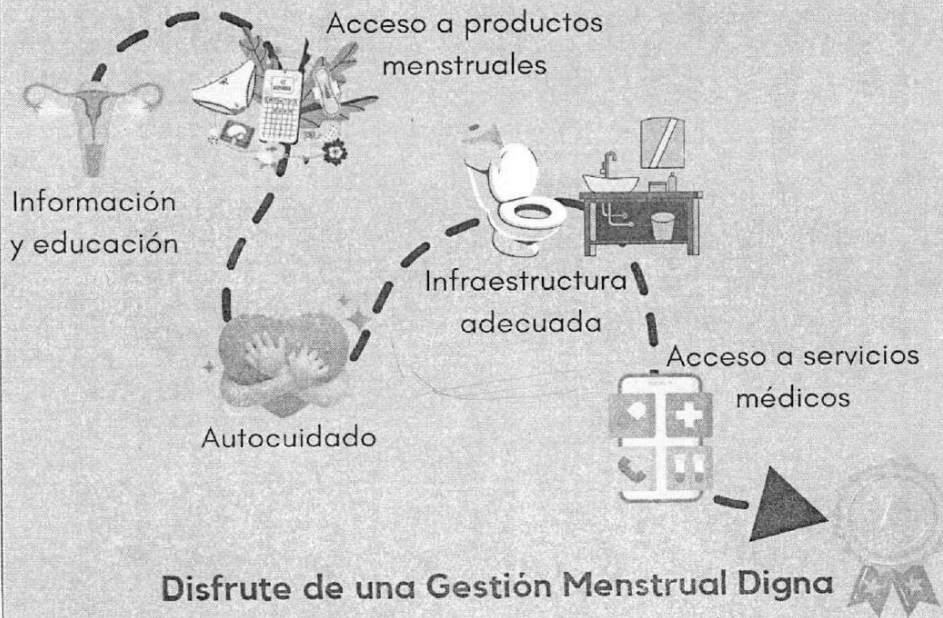 Acceso a productos
menstruales
Información
y educación
Autocuidado
Infraestructura
adecuada
Acceso a servicios
médicos
Disfrute de una Gestión Menstrual Digna